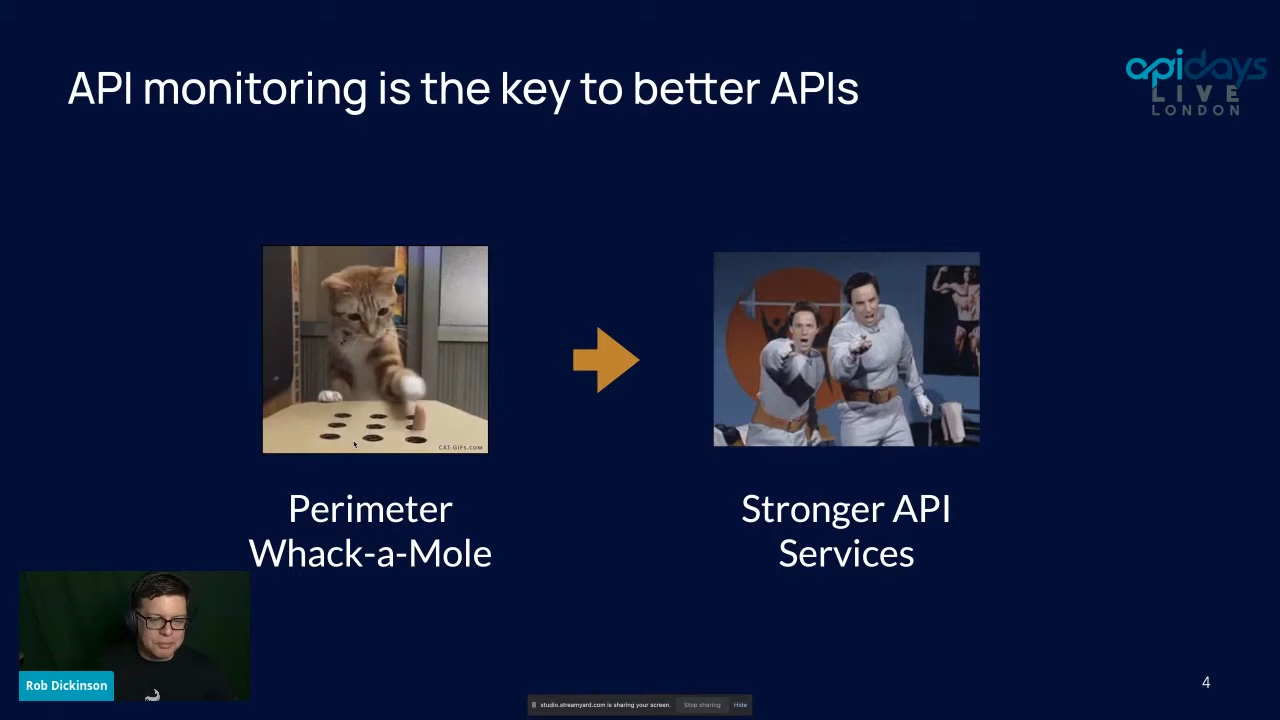 API monitoring is the key to better APIs
apidays
LIVE
LONDON
CAT-GIFS.COM
Perimeter
Whack-a-Mole
Stronger API
Services
Rob Dickinson
studio.streamyard.com is sharing your screen.
Stop sharing
Hide
4